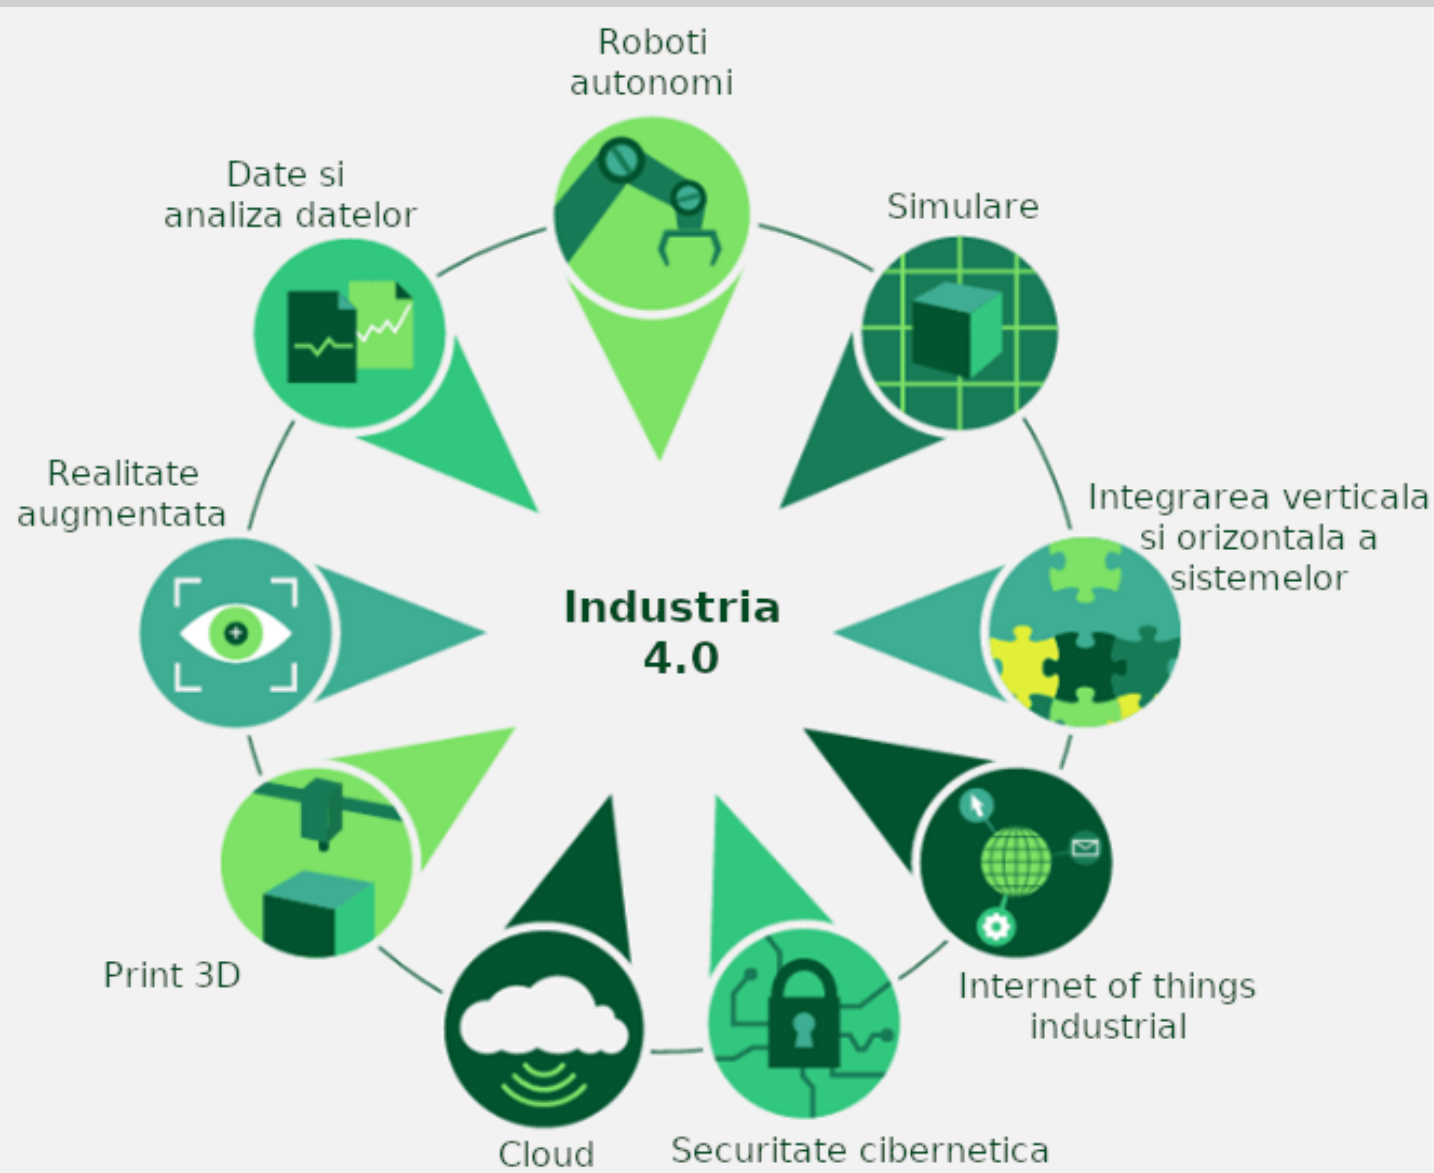 Roboti
autonomi
Simulare
Integrarea verticala
si orizontala a
sistemelor
Internet of things
industrial
Securitate cibernetica
Cloud
Print 3D
Realitate
augmentata
Date si
analiza datelor
Industria
4.0